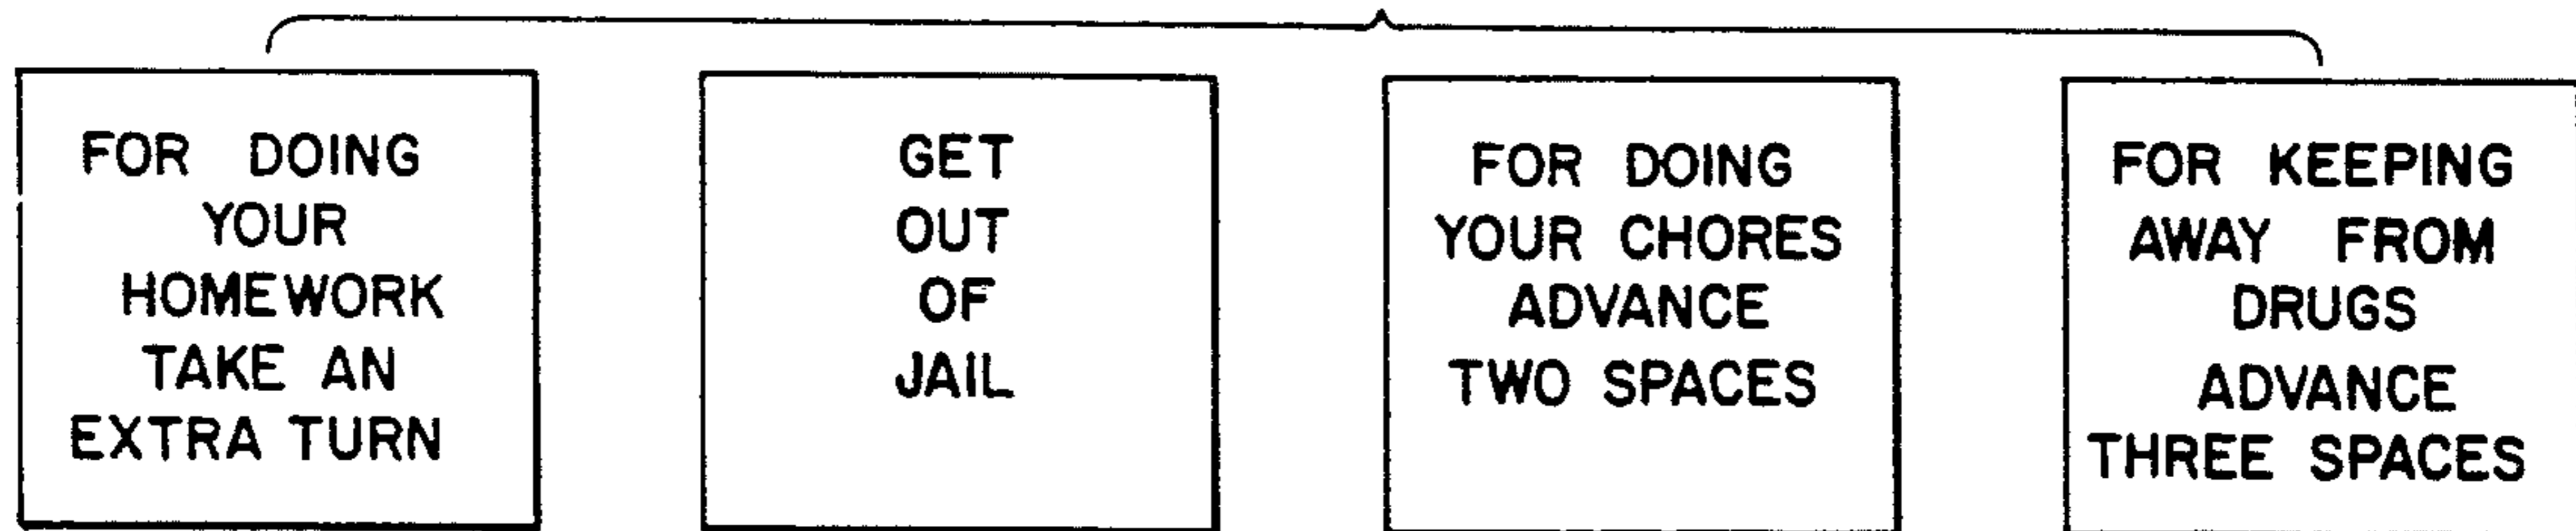 FOR DOING
YOUR
HOMEWORK
TAKE AN
EXTRA TURN
GET
OUT
OF
JAIL
FOR DOING
YOUR CHORES
ADVANCE
TWO SPACES
FOR KEEPING
AWAY FROM
DRUGS
ADVANCE
THREE SPACES